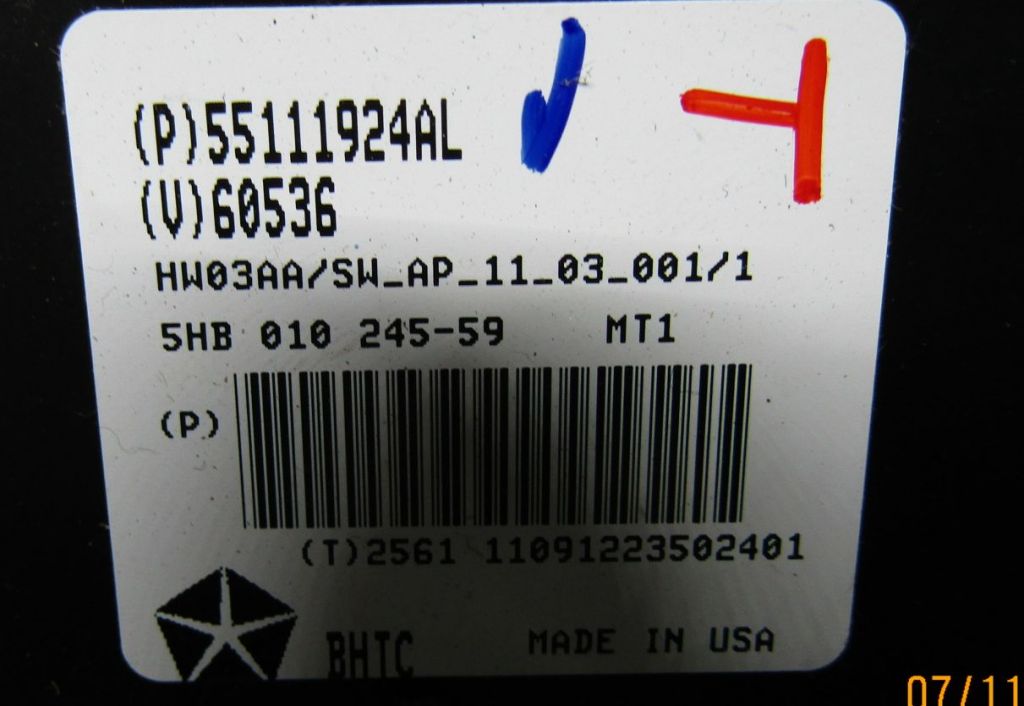 (P)55111924AL
(V)60536
HW03AA/SW_AP_11_03_001/1
5HB 010 245-59 MT1
(P)
(T)2561 11091223502401
BHTC MADE IN USA
07/11